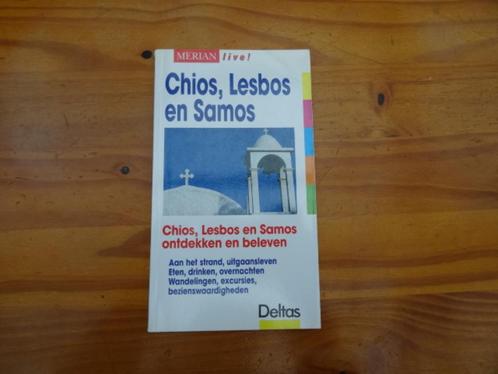 MERIAN live!
Chios, Lesbos
en Samos
Chios, Lesbos en Samos
ontdekken en beleven
Aan het strand, uitgaansleven
Eten, drinken, overnachten
Wandelingen, excursies,
bezienswaardigheden
Deltas